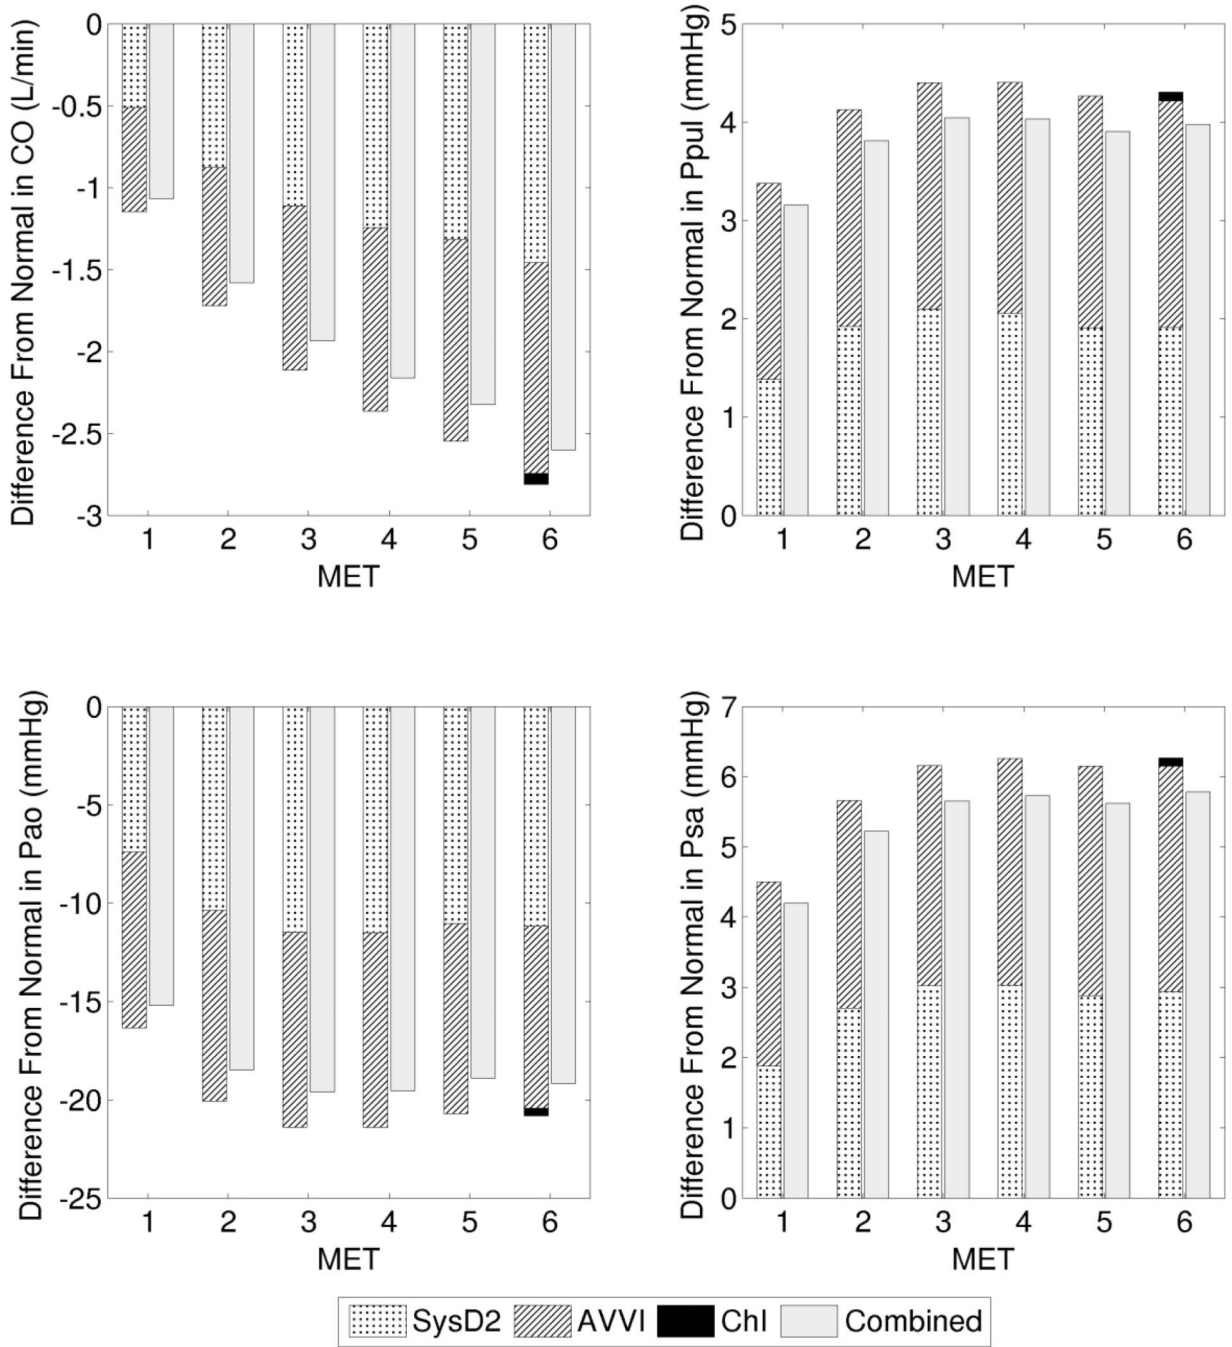 Difference From Normal in CO (L/min)
0
-0.5
-1
-1.5
-2
-2.5
-3
1 2 3 4 5 6
MET
Difference From Normal in Ppul (mmHg)
5
4
3
2
1
0
1 2 3 4 5 6
MET
Difference From Normal in Pao (mmHg)
0
-5
-10
-15
-20
-25
1 2 3 4 5 6
MET
Difference From Normal in Psa (mmHg)
7
6
5
4
3
2
1
0
1 2 3 4 5 6
MET
SysD2 AVVI ChI Combined